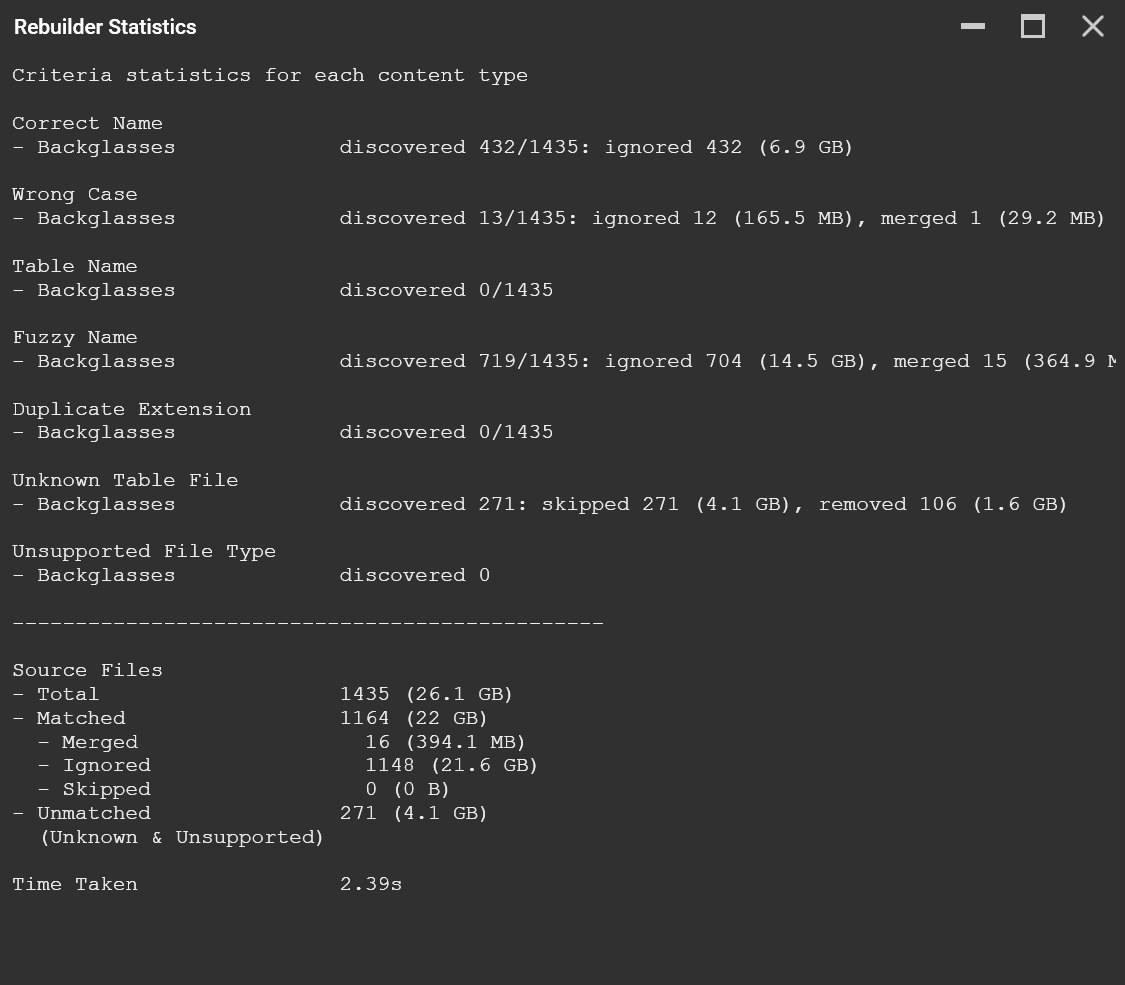 Rebuilder Statistics
Criteria statistics for each content type
Correct Name
- Backglasses discovered 432/1435: ignored 432 (6.9 GB)
Wrong Case
- Backglasses discovered 13/1435: ignored 12 (165.5 MB), merged 1 (29.2 MB)
Table Name
- Backglasses discovered 0/1435
Fuzzy Name
- Backglasses discovered 719/1435: ignored 704 (14.5 GB), merged 15 (364.9
Duplicate Extension
- Backglasses discovered 0/1435
Unknown Table File
- Backglasses discovered 271: skipped 271 (4.1 GB), removed 106 (1.6 GB)
Unsupported File Type
- Backglasses discovered 0
-----------------------------------------------
Source Files
- Total 1435 (26.1 GB)
- Matched 1164 (22 GB)
- Merged 16 (394.1 MB)
- Ignored 1148 (21.6 GB)
- Skipped 0 (0 B)
- Unmatched 271 (4.1 GB)
(Unknown & Unsupported)
Time Taken 2.39s